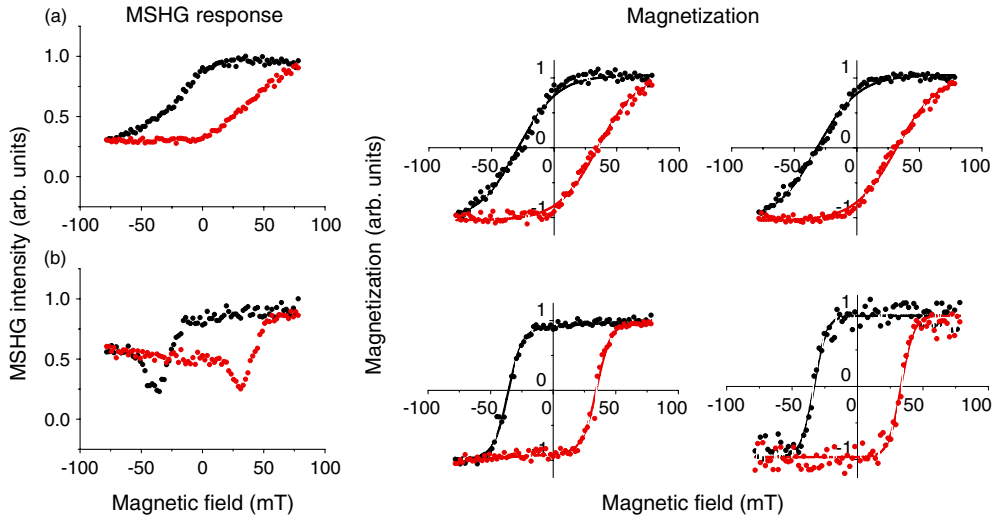 (a) MSHG response
Magnetization
MSHG intensity (arb. units)
1.0
0.5
0.0
-100 -50 0 50 100
Magnetization (arb. units)
1
0
-1
-100 -50 0 50 100
1
0
-1
-100 -50 0 50 100
(b)
1.0
0.5
0.0
-100 -50 0 50 100
1
0
-1
-100 -50 0 50 100
1
0
-1
-100 -50 0 50 100
Magnetic field (mT)
Magnetic field (mT)